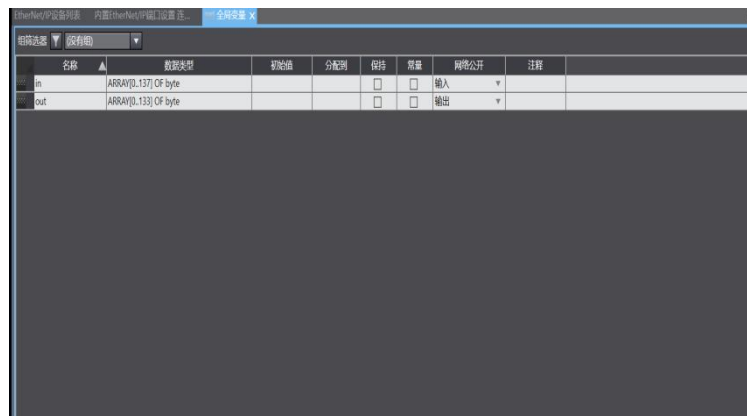 EtherNet/IP设备列表 内置EtherNet/IP端口设置 连... 全局变量 ×
组筛选器 (没有组)
名称 数据类型 初始值 分配到 保持 常量 网络公开 注释
in ARRAY[0..137] OF byte 输入
out ARRAY[0..133] OF byte 输出